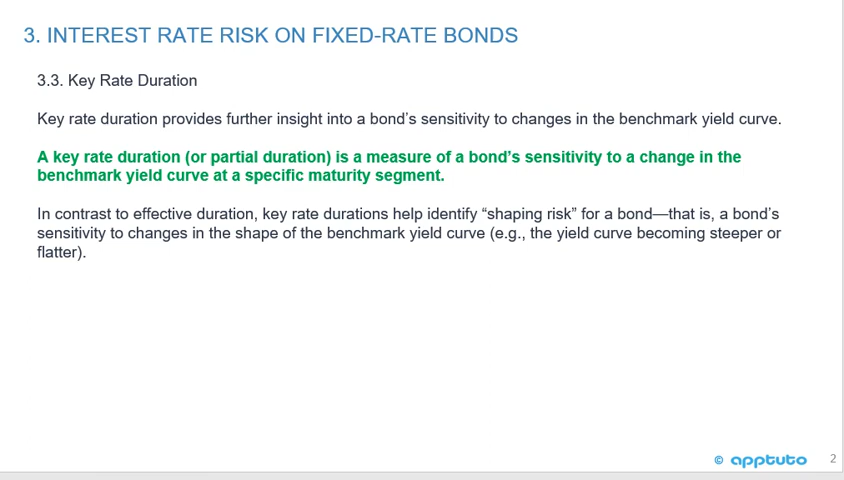 3. INTEREST RATE RISK ON FIXED-RATE BONDS
3.3. Key Rate Duration
Key rate duration provides further insight into a bond’s sensitivity to changes in the benchmark yield curve.
A key rate duration (or partial duration) is a measure of a bond’s sensitivity to a change in the
benchmark yield curve at a specific maturity segment.
In contrast to effective duration, key rate durations help identify “shaping risk” for a bond—that is, a bond’s
sensitivity to changes in the shape of the benchmark yield curve (e.g., the yield curve becoming steeper or
flatter).
© apptuto 2